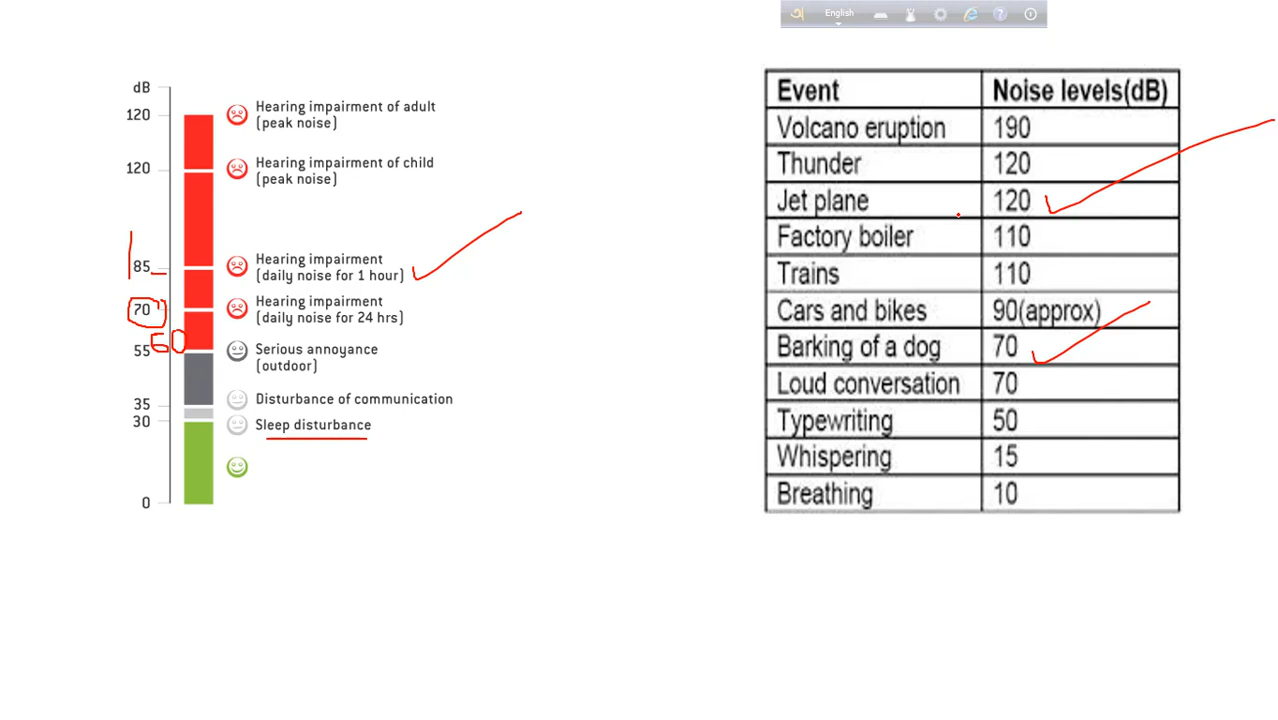 અ English ?
dB
120 Hearing impairment of adult
(peak noise)
120 Hearing impairment of child
(peak noise)
85 Hearing impairment
(daily noise for 1 hour)
70 Hearing impairment
(daily noise for 24 hrs)
60
55 Serious annoyance
(outdoor)
35 Disturbance of communication
30 Sleep disturbance
0
Event Noise levels(dB)
Volcano eruption 190
Thunder 120
Jet plane 120
Factory boiler 110
Trains 110
Cars and bikes 90(approx)
Barking of a dog 70
Loud conversation 70
Typewriting 50
Whispering 15
Breathing 10